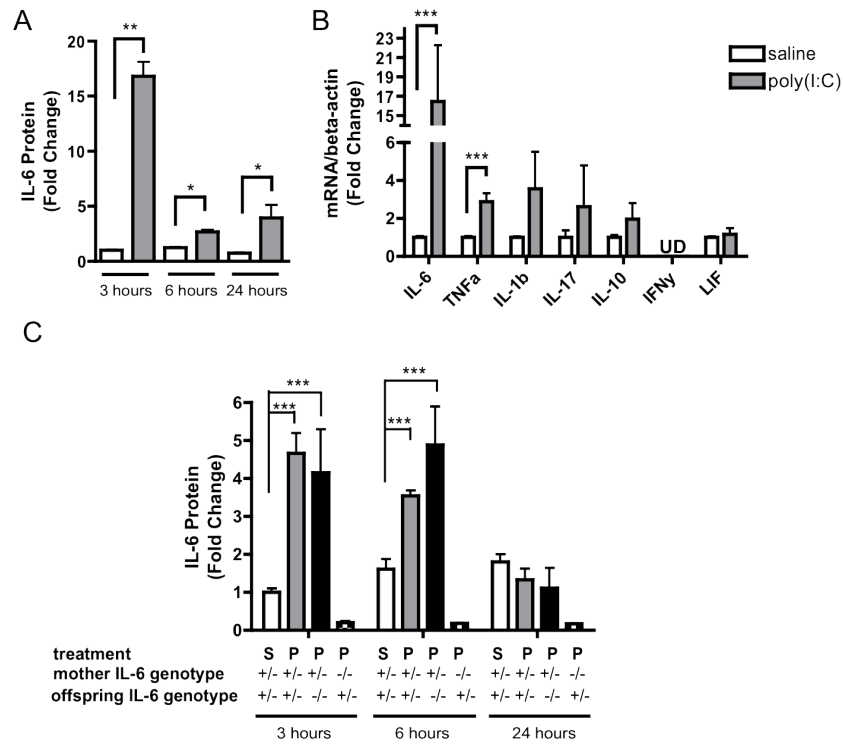 A
IL-6 Protein
(Fold Change)
20
15
10
5
0
**
*
*
3 hours 6 hours 24 hours
B
mRNA/beta-actin
(Fold Change)
23
21
19
17
15
6
4
2
0
***
***
UD
IL-6 TNFa IL-1b IL-17 IL-10 IFNy LIF
saline
poly(I:C)
C
IL-6 Protein
(Fold Change)
6
5
4
3
2
1
0
***
***
***
***
treatment S P P P S P P P S P P P
mother IL-6 genotype +/- +/- +/- -/- +/- +/- +/- -/- +/- +/- +/- -/-
offspring IL-6 genotype +/- +/- -/- +/- +/- +/- -/- +/- +/- +/- -/- +/-
3 hours 6 hours 24 hours